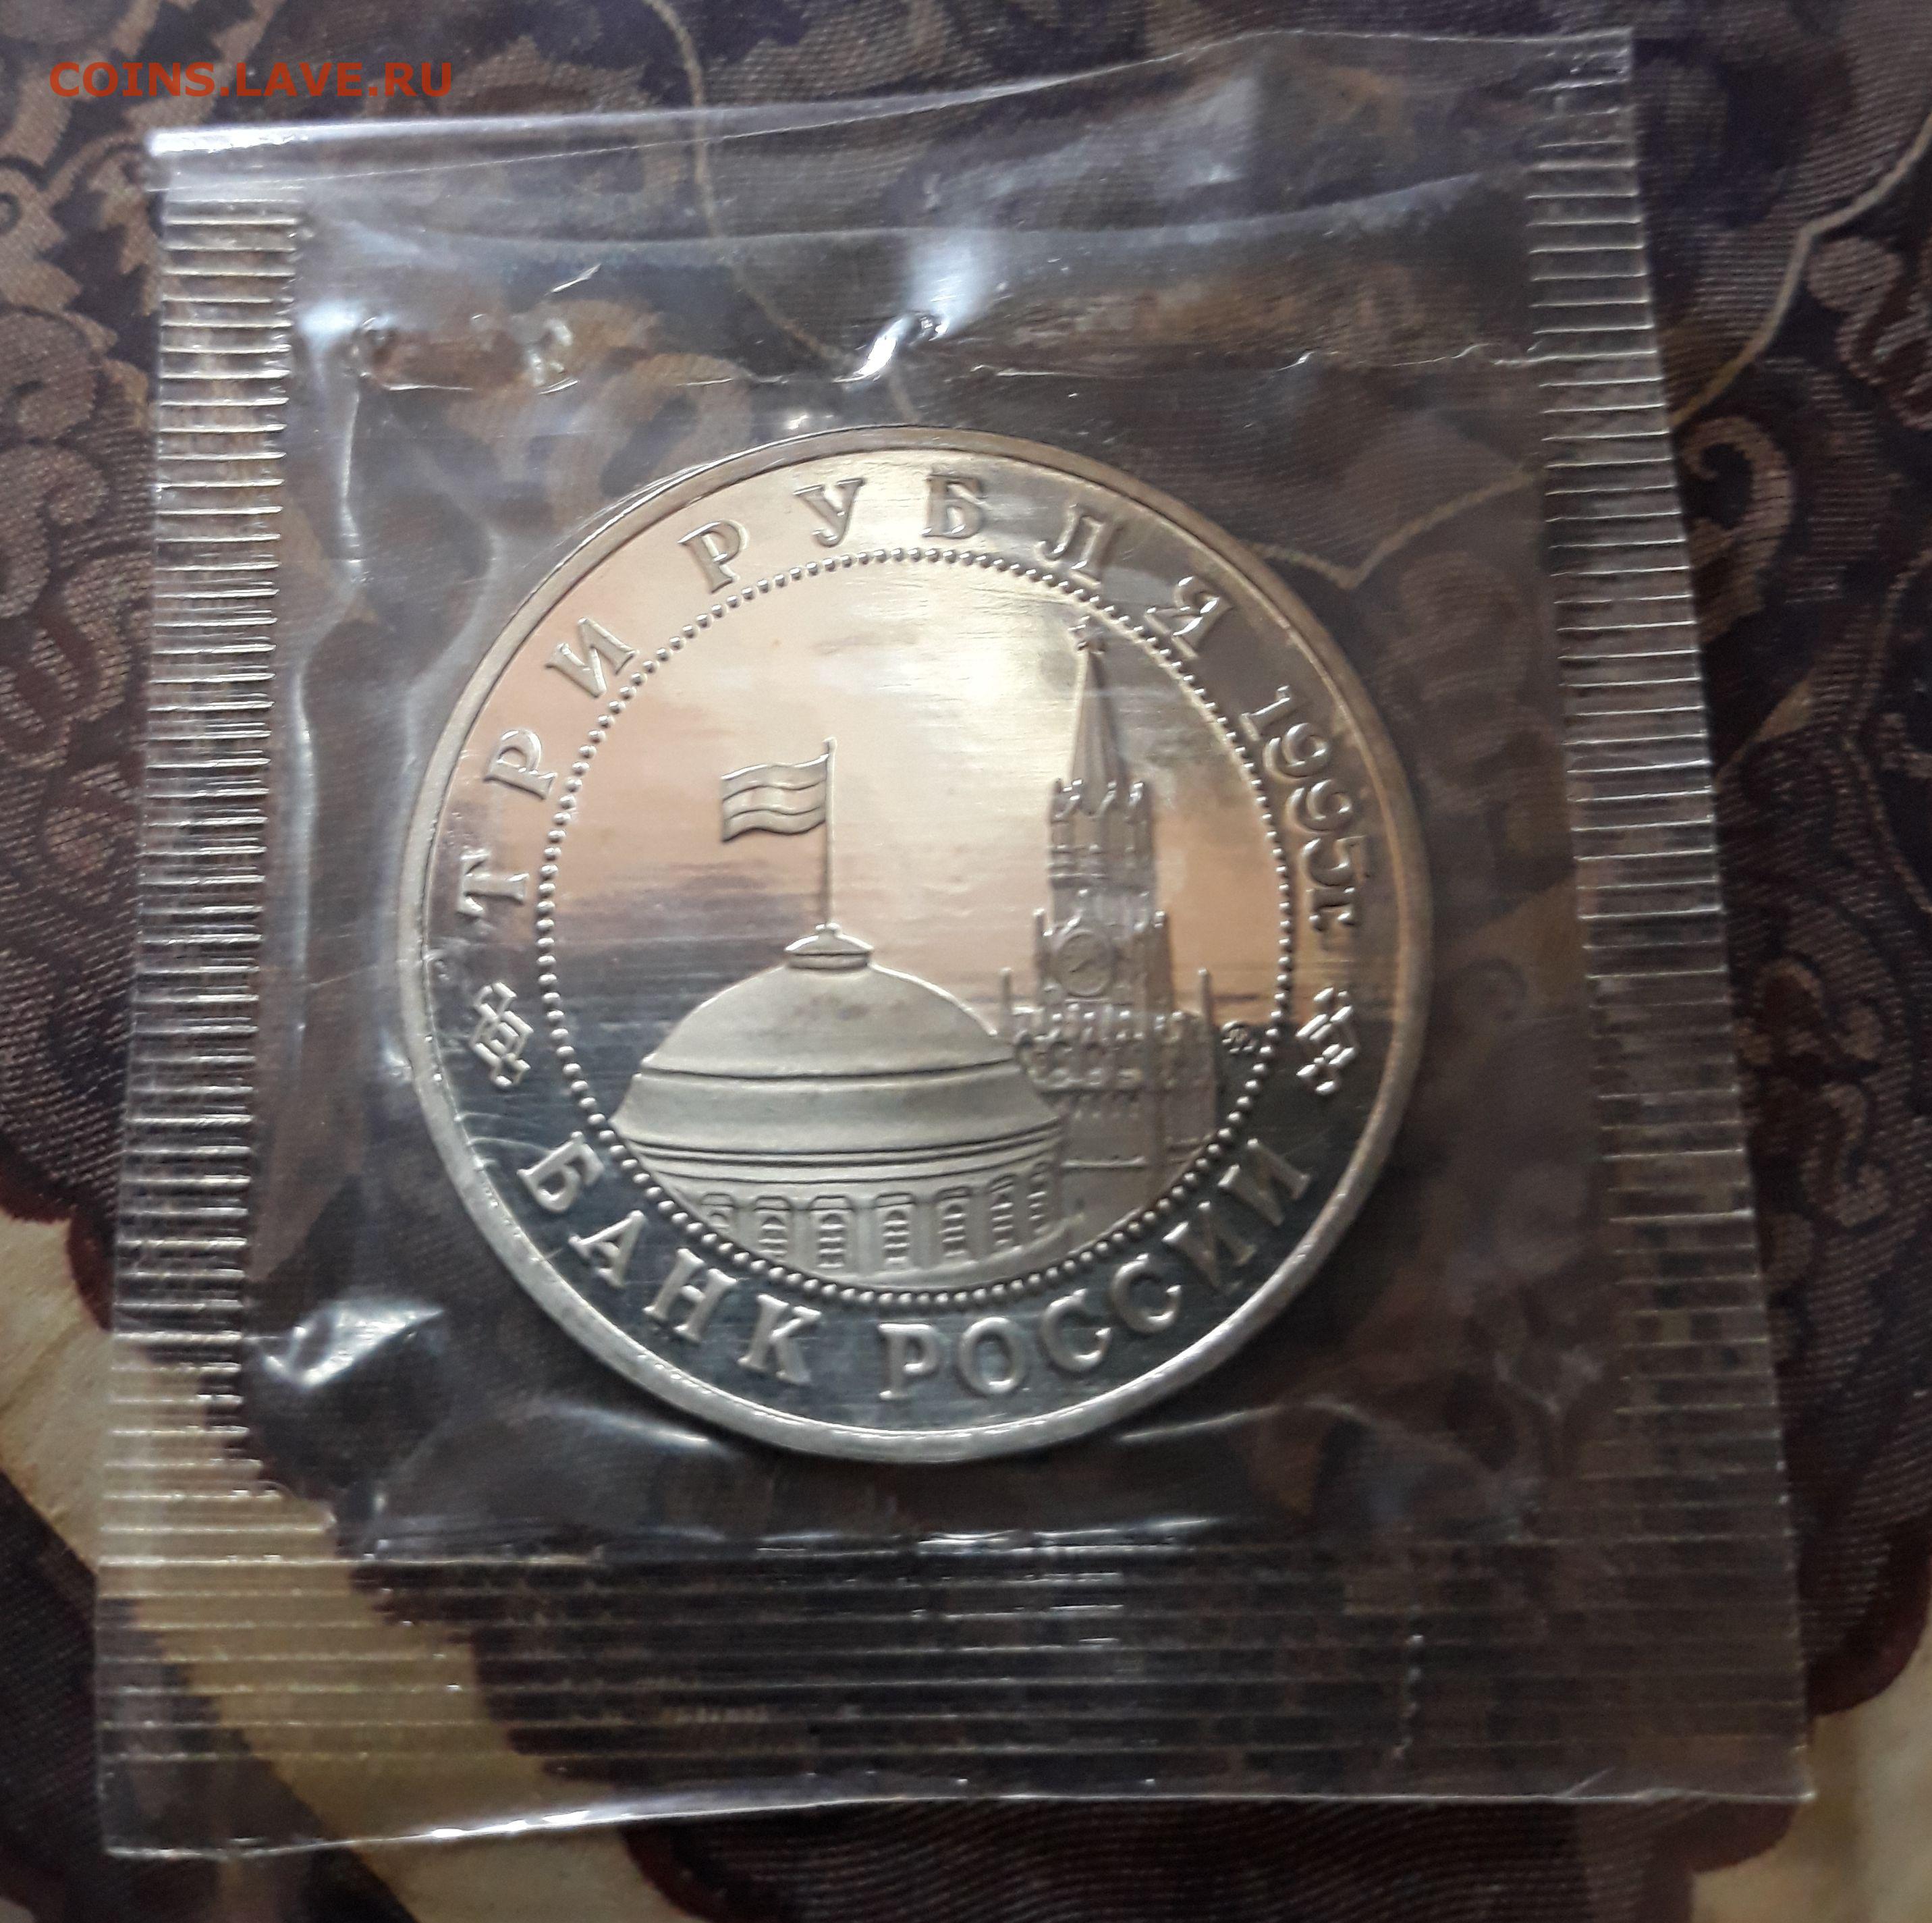 COINS.LAVE.RU
ТРИ РУБЛЯ 1995г.
БАНК РОССИИ